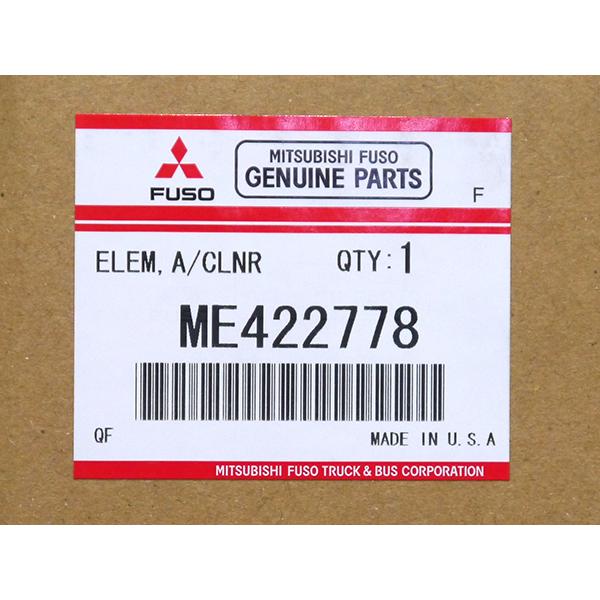 FUSO
MITSUBISHI FUSO
GENUINE PARTS
F
ELEM, A/CLNR QTY: 1
ME422778
QF MADE IN U.S.A
MITSUBISHI FUSO TRUCK & BUS CORPORATION